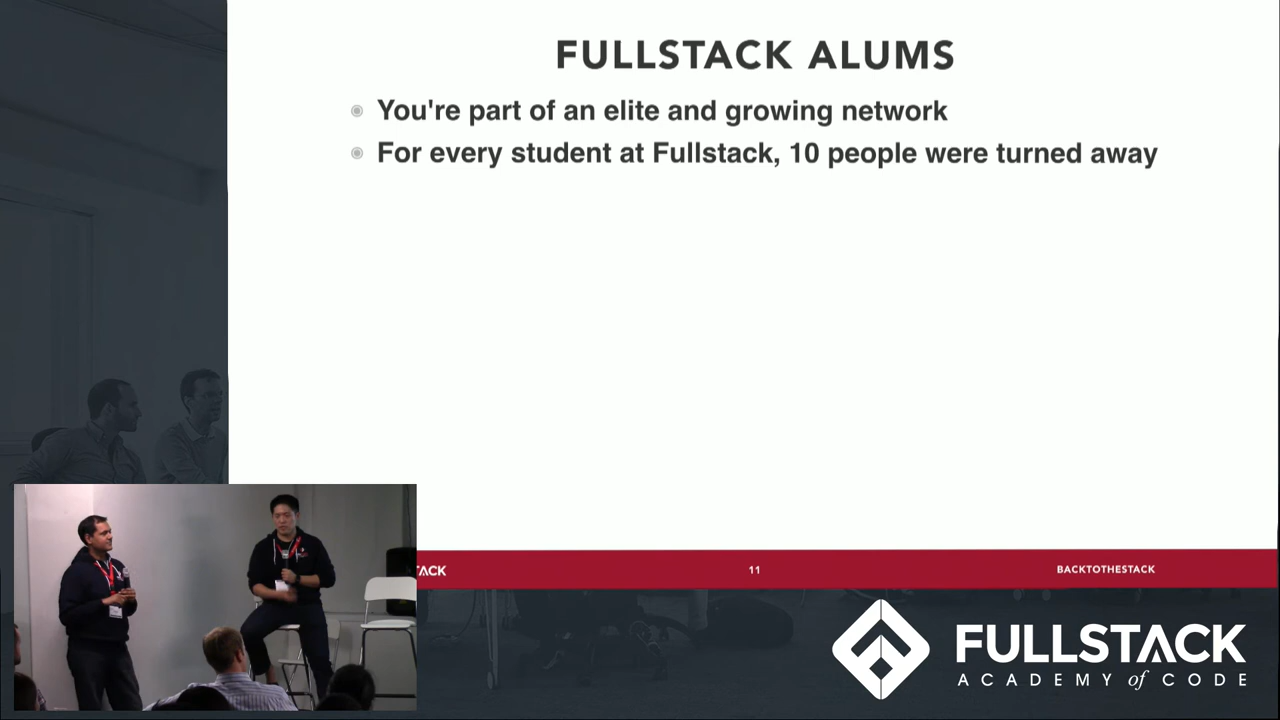 FULLSTACK ALUMS
You're part of an elite and growing network
For every student at Fullstack, 10 people were turned away
TACK
11
BACKTOTHESTACK
FULLSTACK
ACADEMY of CODE